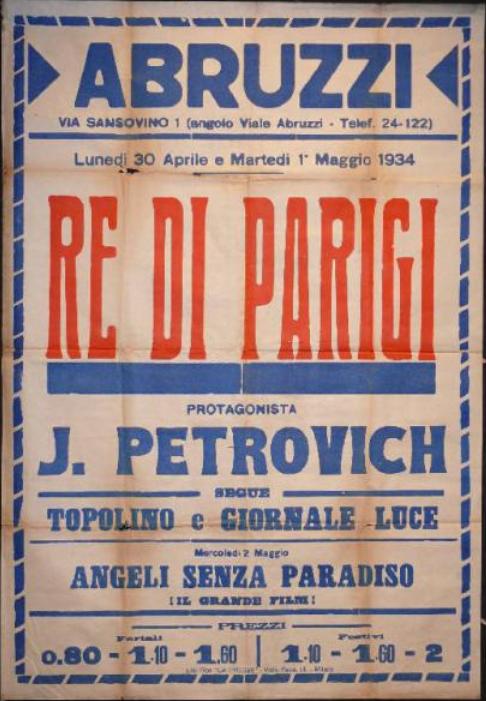 ABRUZZI
VIA SANSOVINO 1 (angolo Viale Abruzzi - Telef. 24-122)
Lunedì 30 Aprile e Martedì 1° Maggio 1934
RE DI PARIGI
PROTAGONISTA
J. PETROVICH
SEGUE
TOPOLINO e GIORNALE LUCE
Mercoledì 2 Maggio
ANGELI SENZA PARADISO
! IL GRANDE FILM !
PREZZI
Feriali Festivi
0.80 - 1.10 - 1.60 | 1.10 - 1.60 - 2
Milano